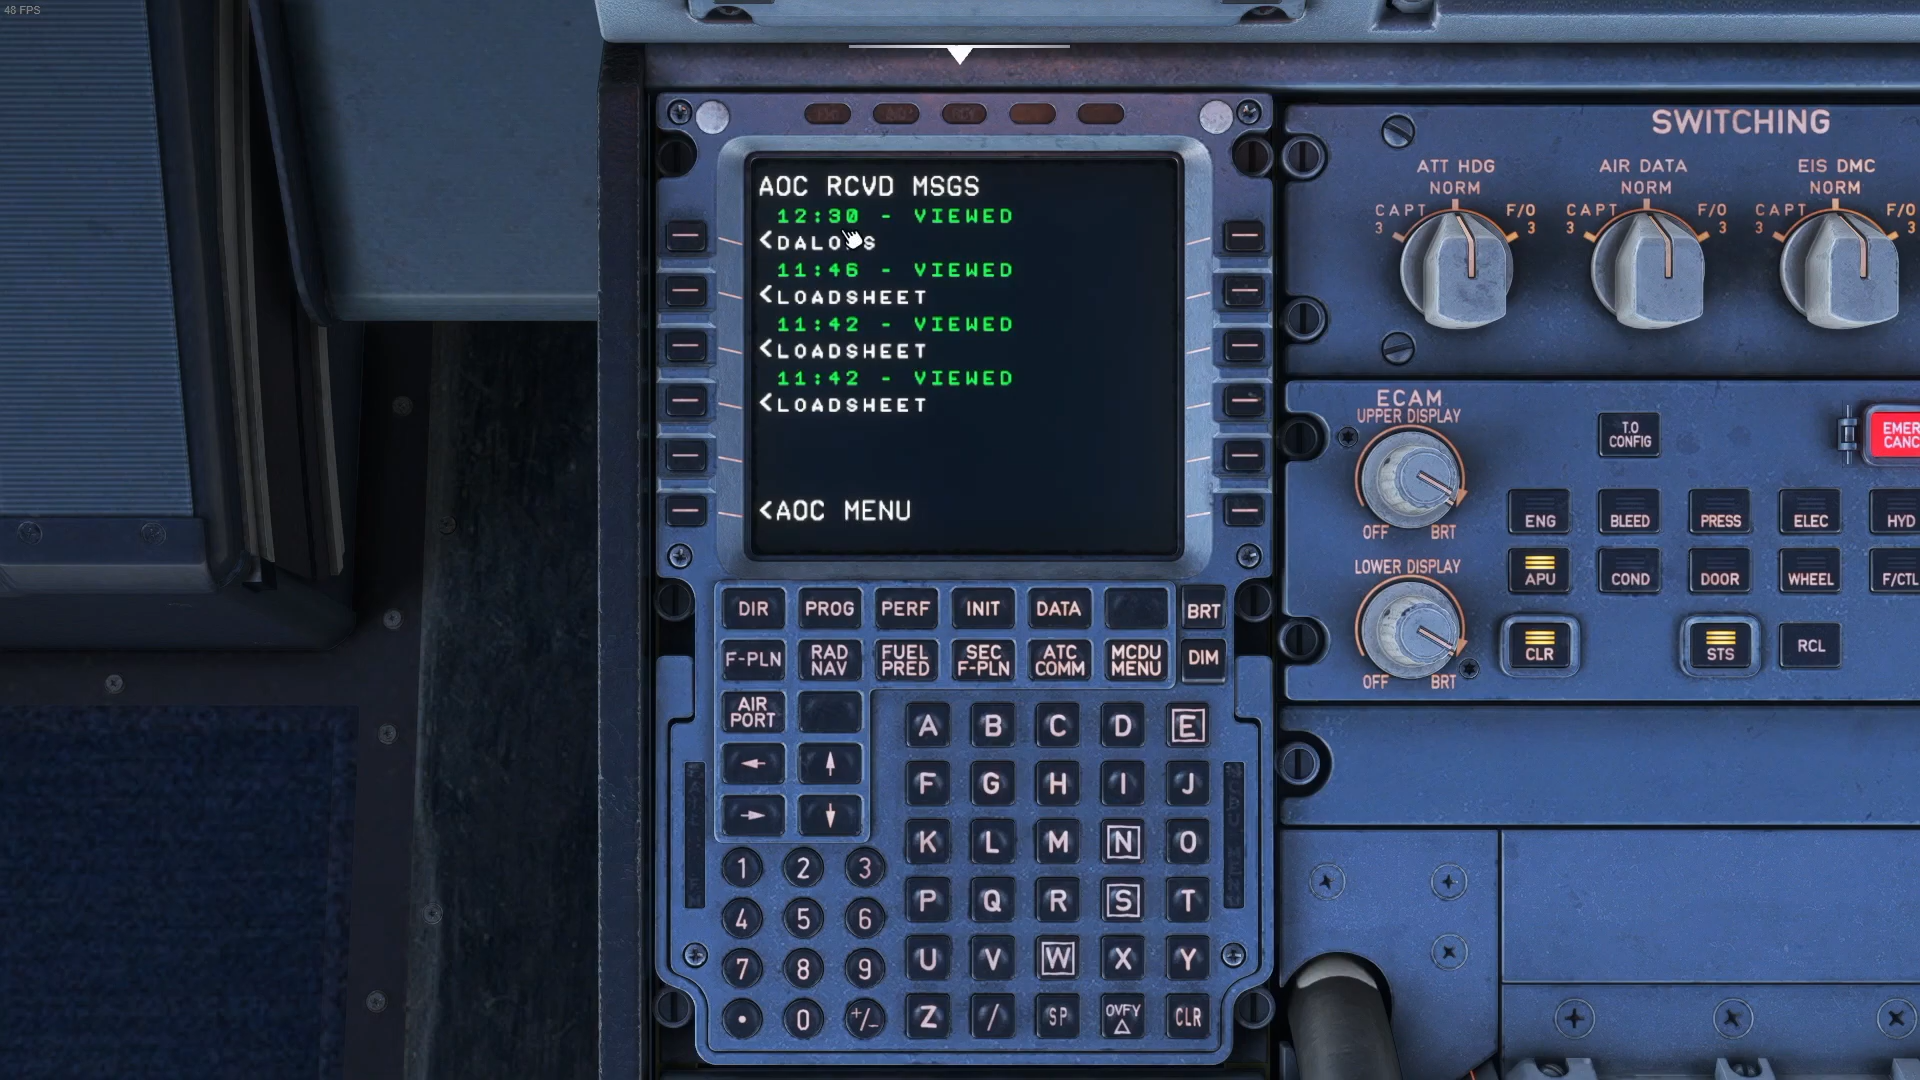 48 FPS
AOC RCVD MSGS
12:30 - VIEWED
11:46 - VIEWED
<LOADSHEET
11:42 - VIEWED
<LOADSHEET
11:42 - VIEWED
<LOADSHEET
<AOC MENU
DIR PROG PERF INIT DATA BRT
F-PLN RAD NAV FUEL PRED SEC F-PLN ATC COMM MCDU MENU DIM
AIR PORT
A B C D E
F G H I J
K L M N O
1 2 3
P Q R S T
4 5 6
U V W X Y
7 8 9
Z / SP OVFY CLR
. 0 +/-
SWITCHING
ATT HDG AIR DATA EIS DMC
NORM NORM NORM
CAPT F/O CAPT F/O CAPT F/O
3 3 3 3 3 3
ECAM
UPPER DISPLAY
OFF BRT
LOWER DISPLAY
OFF BRT
T.O CONFIG
EMER CANC
ENG BLEED PRESS ELEC HYD
APU COND DOOR WHEEL F/CTL
CLR STS RCL